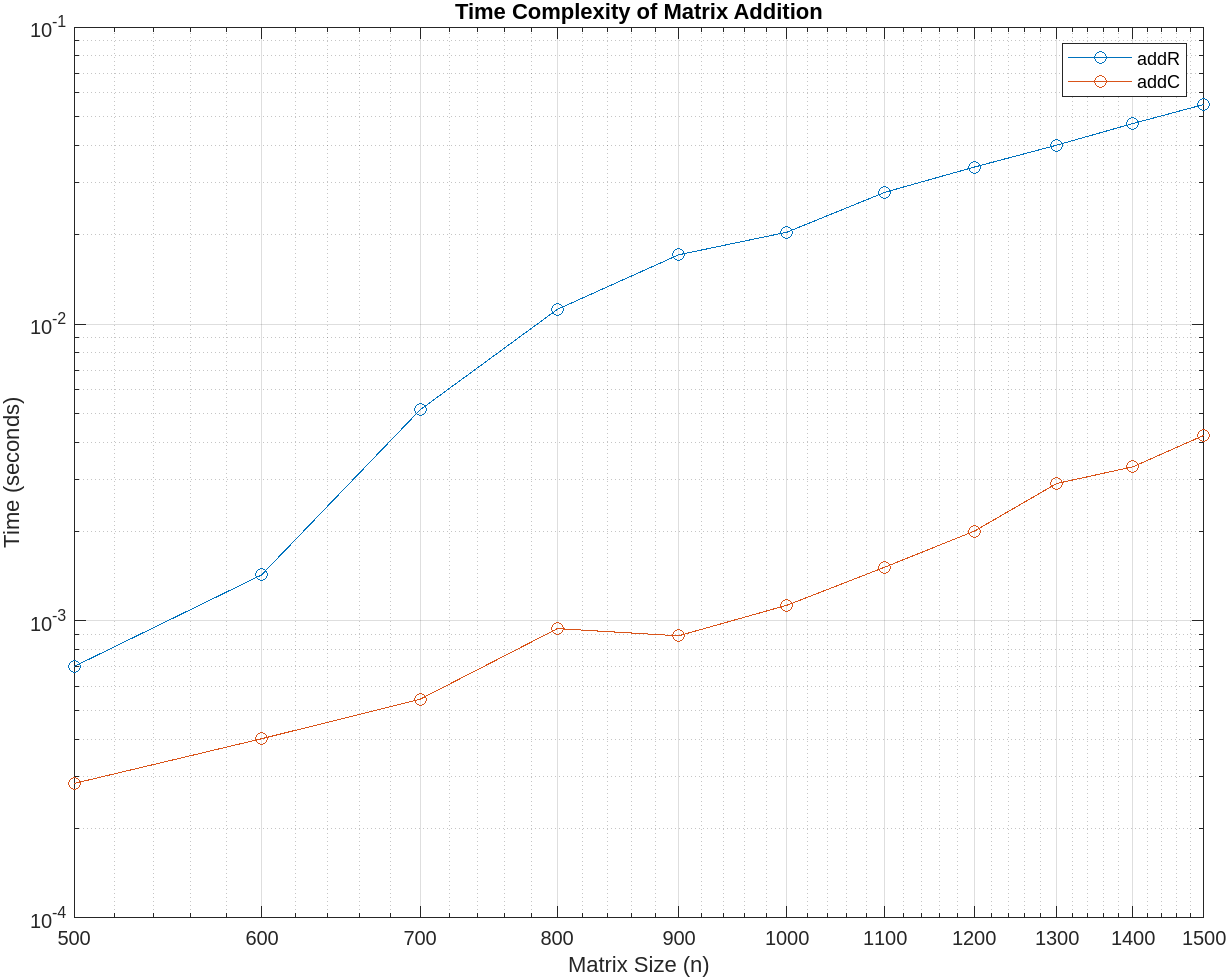 Time Complexity of Matrix Addition
addR
addC
10^-1
10^-2
10^-3
10^-4
Time (seconds)
500 600 700 800 900 1000 1100 1200 1300 1400 1500
Matrix Size (n)